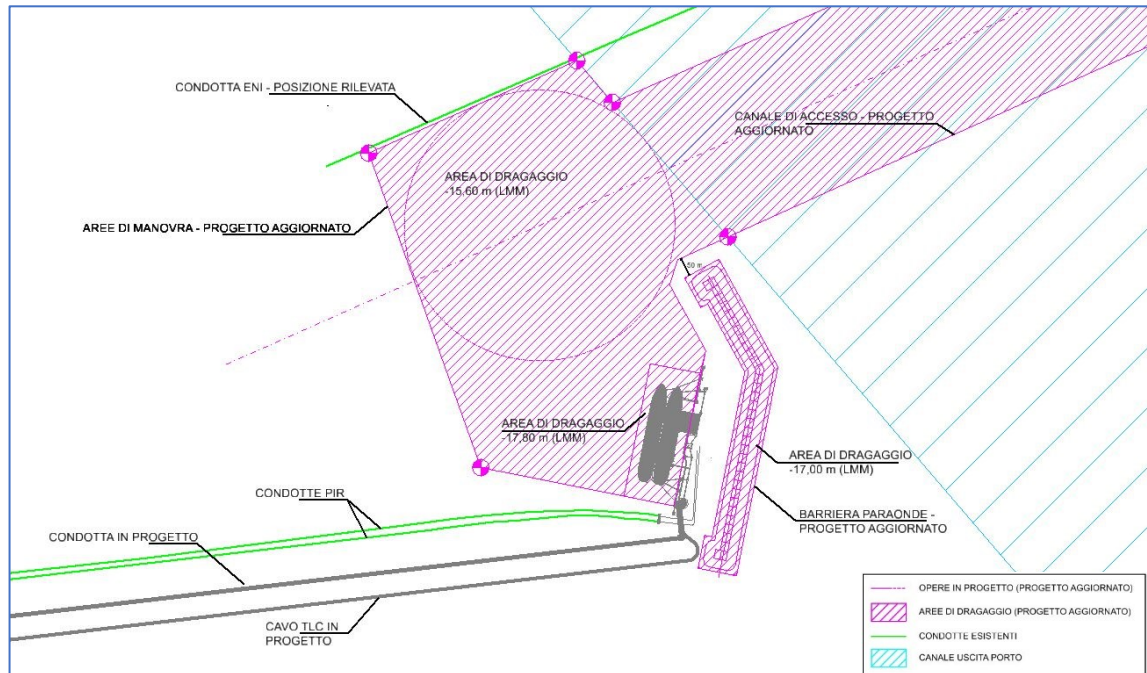 CONDOTTA ENI - POSIZIONE RILEVATA
CANALE DI ACCESSO - PROGETTO
AGGIORNATO
AREA DI DRAGAGGIO
-15,60 m (LMM)
AREE DI MANOVRA - PROGETTO AGGIORNATO
50 m
AREA DI DRAGAGGIO
-17,80 m (LMM)
AREA DI DRAGAGGIO
-17,00 m (LMM)
CONDOTTE PIR
BARRIERA PARAONDE -
PROGETTO AGGIORNATO
CONDOTTA IN PROGETTO
CAVO TLC IN
PROGETTO
OPERE IN PROGETTO (PROGETTO AGGIORNATO)
AREE DI DRAGAGGIO (PROGETTO AGGIORNATO)
CONDOTTE ESISTENTI
CANALE USCITA PORTO